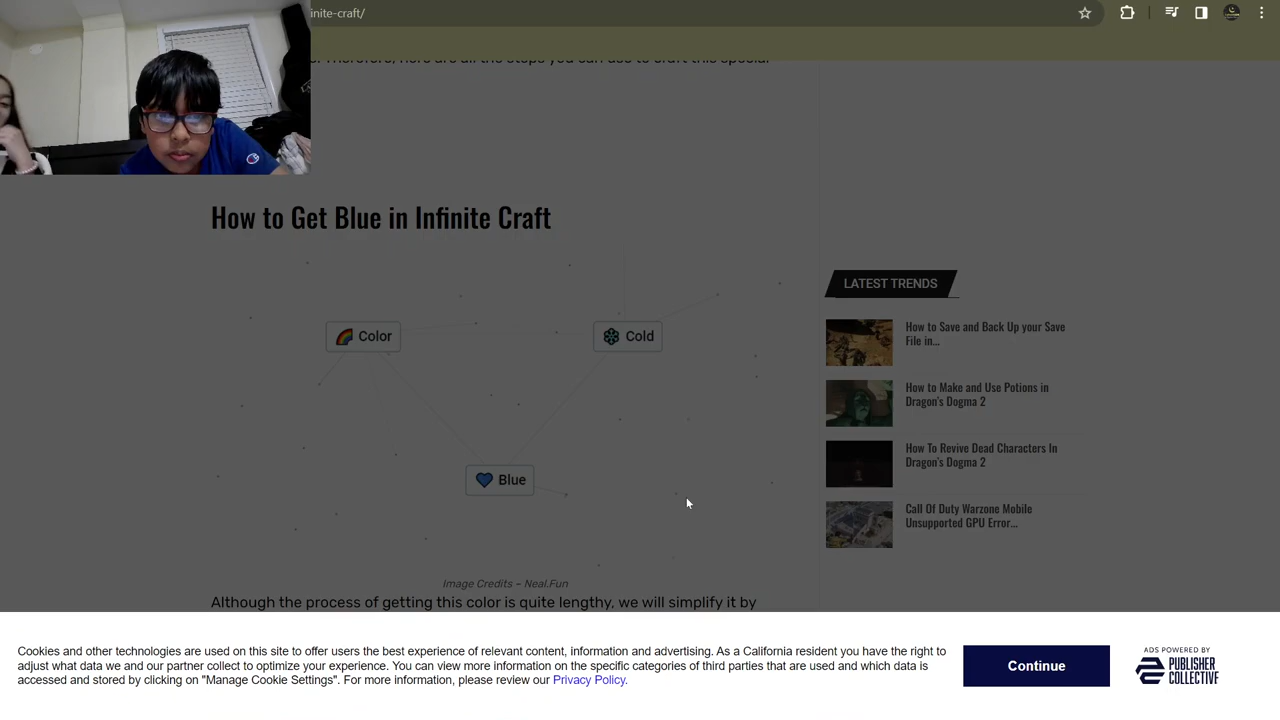 nfinite-craft/
How to Get Blue in Infinite Craft
Color
Cold
Blue
Image Credits – Neal.Fun
Although the process of getting this color is quite lengthy, we will simplify it by
LATEST TRENDS
How to Save and Back Up your Save
File in...
How to Make and Use Potions in
Dragon's Dogma 2
How To Revive Dead Characters In
Dragon's Dogma 2
Call Of Duty Warzone Mobile
Unsupported GPU Error...
Cookies and other technologies are used on this site to offer users the best experience of relevant content, information and advertising. As a California resident you have the right to
adjust what data we and our partner collect to optimize your experience. You can view more information on the specific categories of third parties that are used and which data is
accessed and stored by clicking on "Manage Cookie Settings". For more information, please review our Privacy Policy.
Continue
ADS POWERED BY
PUBLISHER
COLLECTIVE